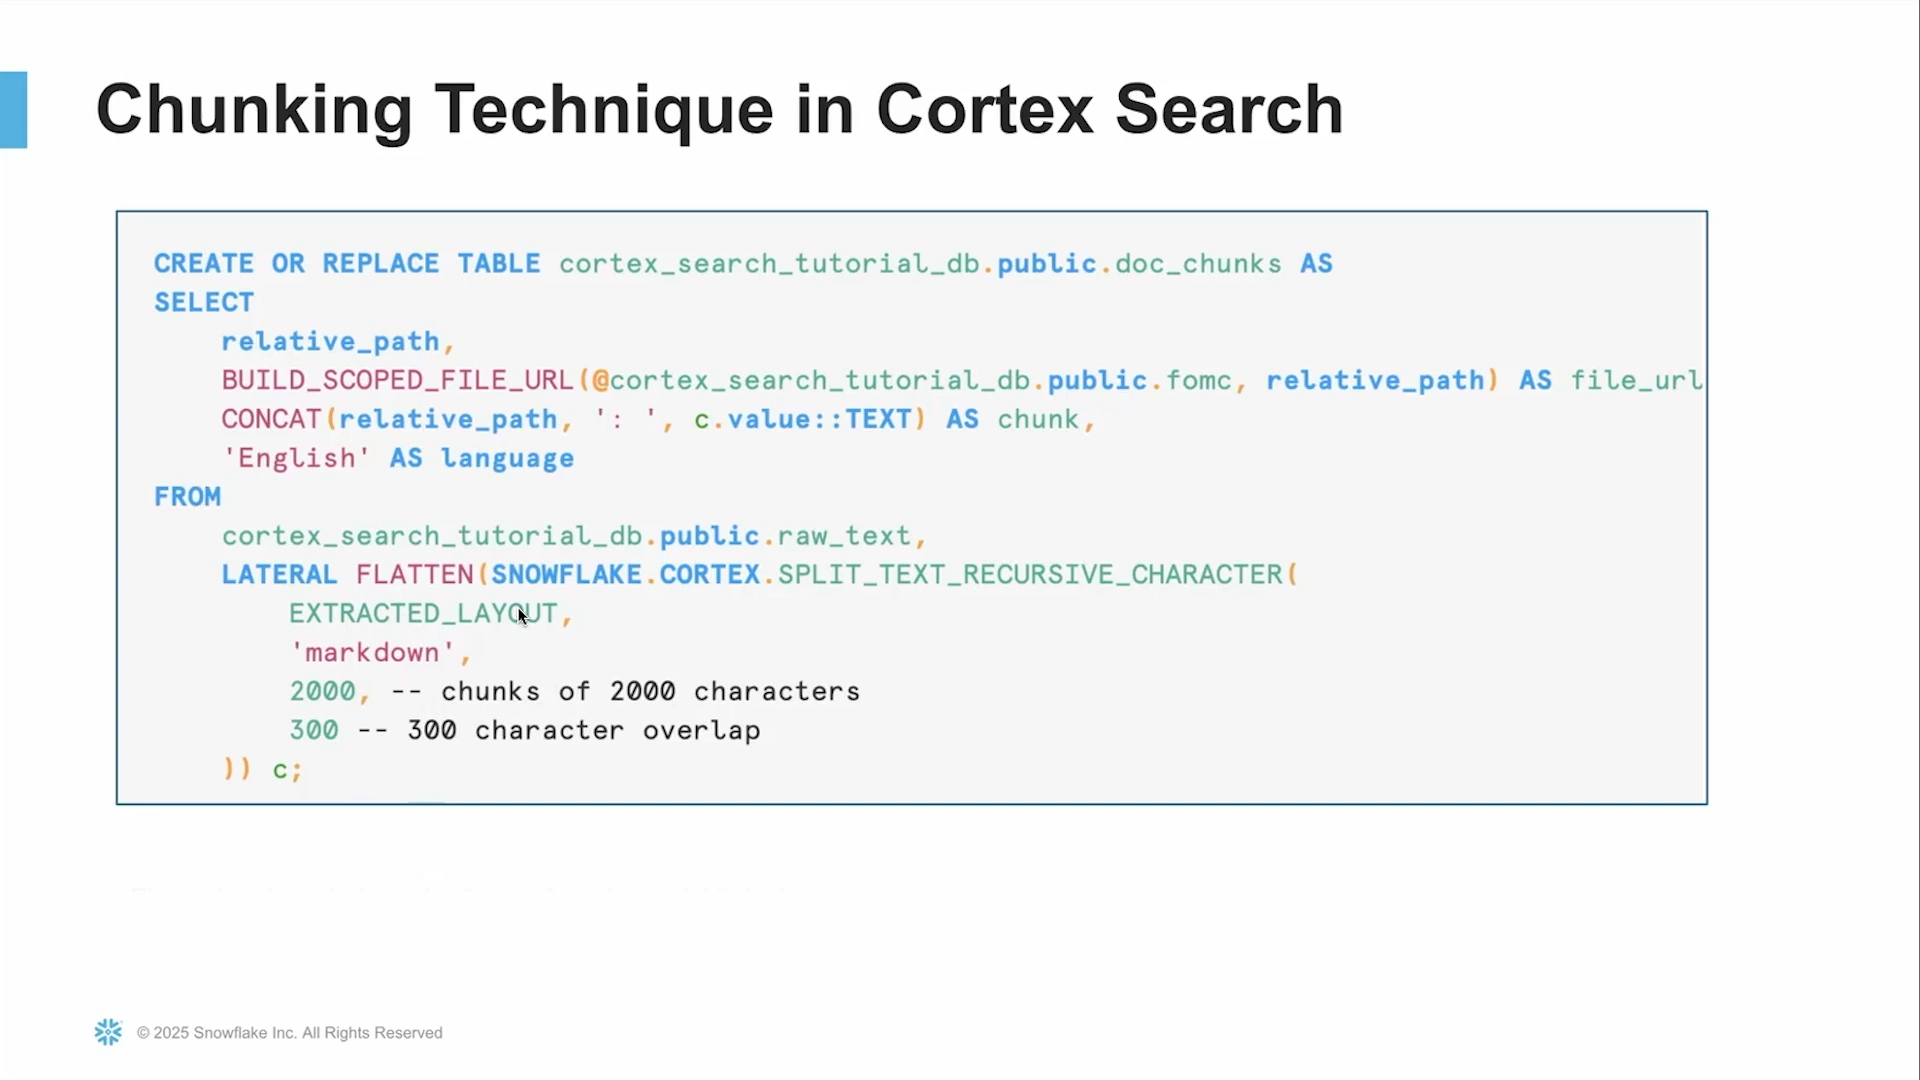 Chunking Technique in Cortex Search
CREATE OR REPLACE TABLE cortex_search_tutorial_db.public.doc_chunks AS
SELECT
relative_path,
BUILD_SCOPED_FILE_URL(@cortex_search_tutorial_db.public.fomc, relative_path) AS file_url
CONCAT(relative_path, ': ', c.value::TEXT) AS chunk,
'English' AS language
FROM
cortex_search_tutorial_db.public.raw_text,
LATERAL FLATTEN(SNOWFLAKE.CORTEX.SPLIT_TEXT_RECURSIVE_CHARACTER(
EXTRACTED_LAYOUT,
'markdown',
2000, -- chunks of 2000 characters
300 -- 300 character overlap
)) c;
© 2025 Snowflake Inc. All Rights Reserved